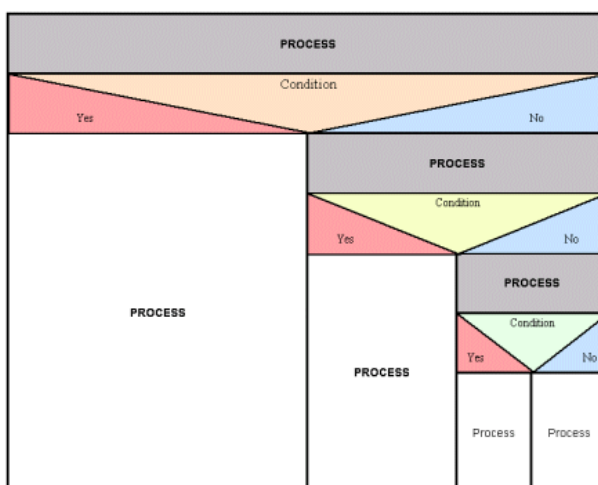 PROCESS
Condition
Yes
No
PROCESS
Condition
Yes
No
PROCESS
PROCESS
Condition
PROCESS
Yes
No
Process
Process